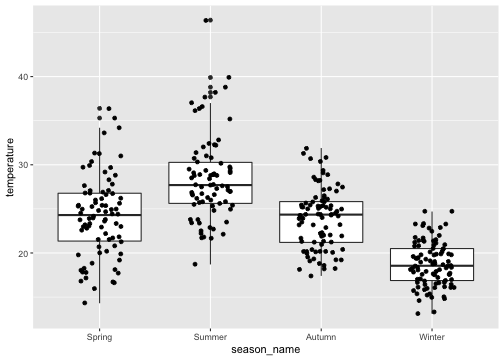 temperature
40
30
20
Spring
Summer
Autumn
Winter
season_name